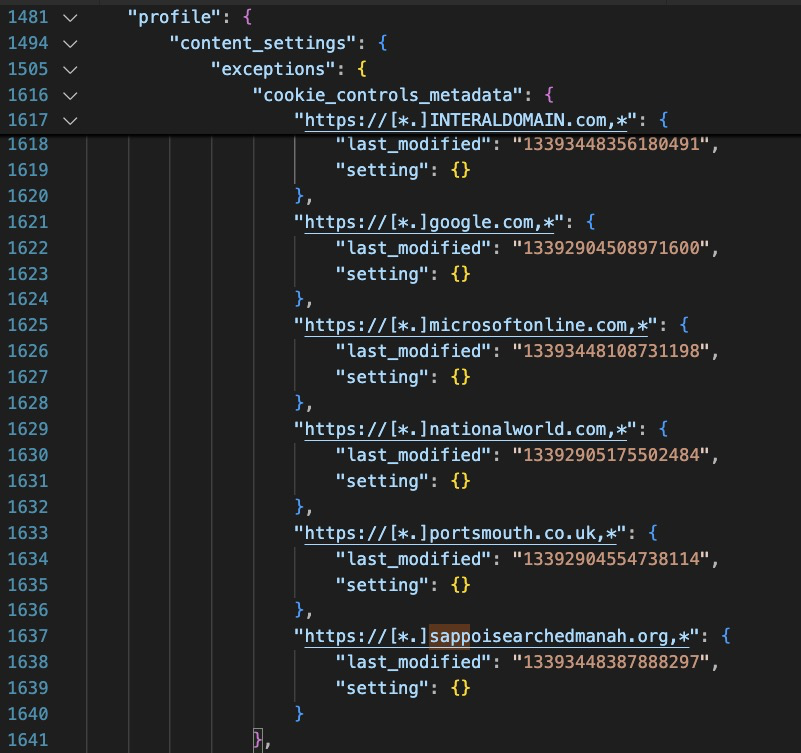 1481 "profile": {
1494 "content_settings": {
1505 "exceptions": {
1616 "cookie_controls_metadata": {
1617 "https://[*.]INTERALDOMAIN.com,*": {
1618 "last_modified": "13393448356180491",
1619 "setting": {}
1620 },
1621 "https://[*.]google.com,*": {
1622 "last_modified": "13392904508971600",
1623 "setting": {}
1624 },
1625 "https://[*.]microsoftonline.com,*": {
1626 "last_modified": "13393448108731198",
1627 "setting": {}
1628 },
1629 "https://[*.]nationalworld.com,*": {
1630 "last_modified": "13392905175502484",
1631 "setting": {}
1632 },
1633 "https://[*.]portsmouth.co.uk,*": {
1634 "last_modified": "13392904554738114",
1635 "setting": {}
1636 },
1637 "https://[*.]sappoisearchedmanah.org,*": {
1638 "last_modified": "13393448387888297",
1639 "setting": {}
1640 }
1641 },